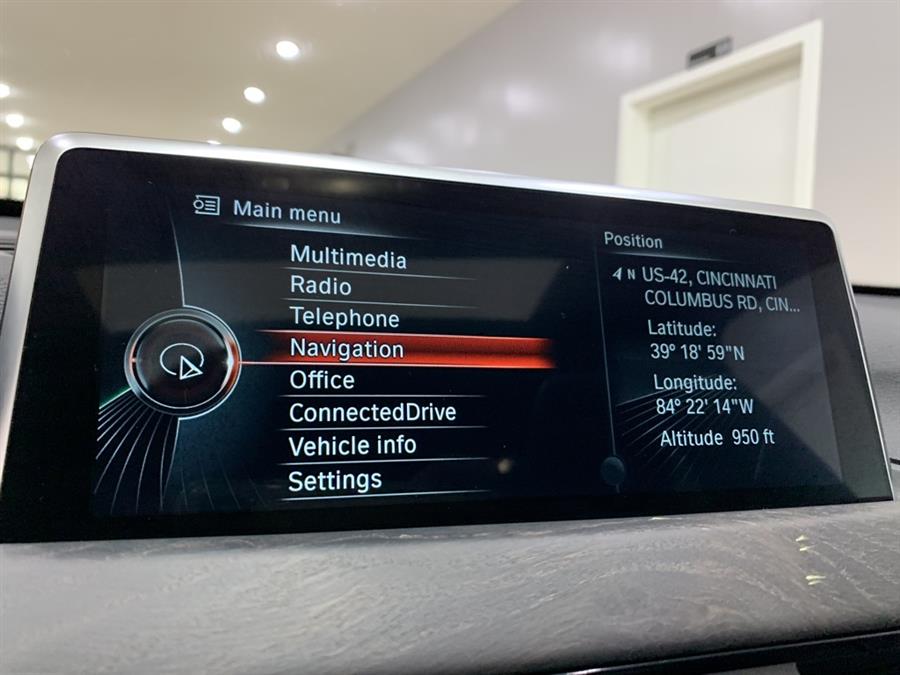 Main menu
Multimedia
Radio
Telephone
Navigation
Office
ConnectedDrive
Vehicle info
Settings
Position
N US-42, CINCINNATI
COLUMBUS RD, CIN...
Latitude:
39° 18' 59"N
Longitude:
84° 22' 14"W
Altitude 950 ft